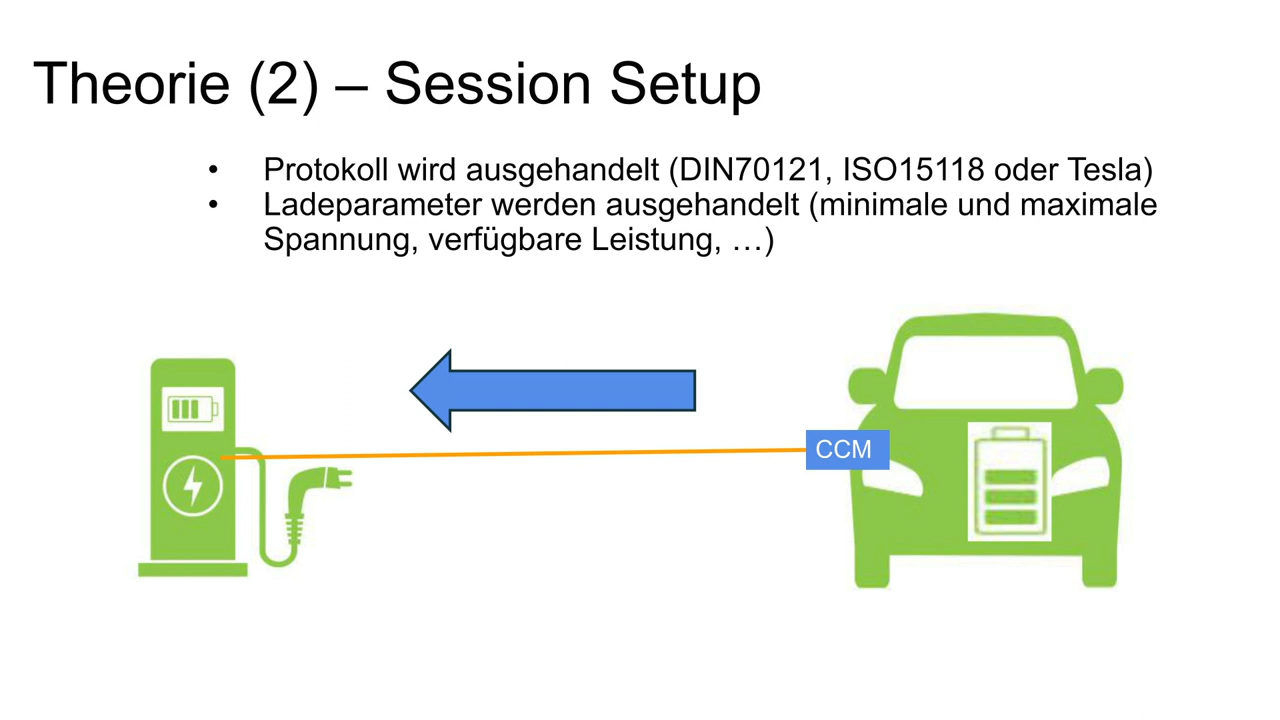 Theorie (2) – Session Setup
• Protokoll wird ausgehandelt (DIN70121, ISO15118 oder Tesla)
• Ladeparameter werden ausgehandelt (minimale und maximale
Spannung, verfügbare Leistung, …)
CCM